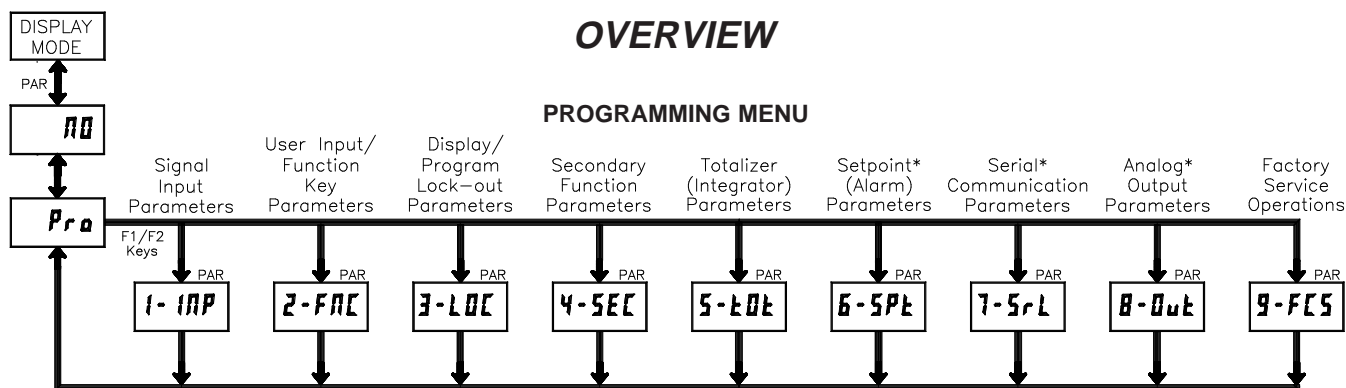 OVERVIEW
DISPLAY
MODE
PAR
NO
Pro
F1/F2
Keys
PROGRAMMING MENU
Signal
Input
Parameters
User Input/
Function
Key
Parameters
Display/
Program
Lock-out
Parameters
Secondary
Function
Parameters
Totalizer
(Integrator)
Parameters
Setpoint*
(Alarm)
Parameters
Serial*
Communication
Parameters
Analog*
Output
Parameters
Factory
Service
Operations
PAR
1-INP
PAR
2-FNC
PAR
3-LOC
PAR
4-SEC
PAR
5-tOt
PAR
6-SPt
PAR
7-SrL
PAR
8-Out
PAR
9-FCS